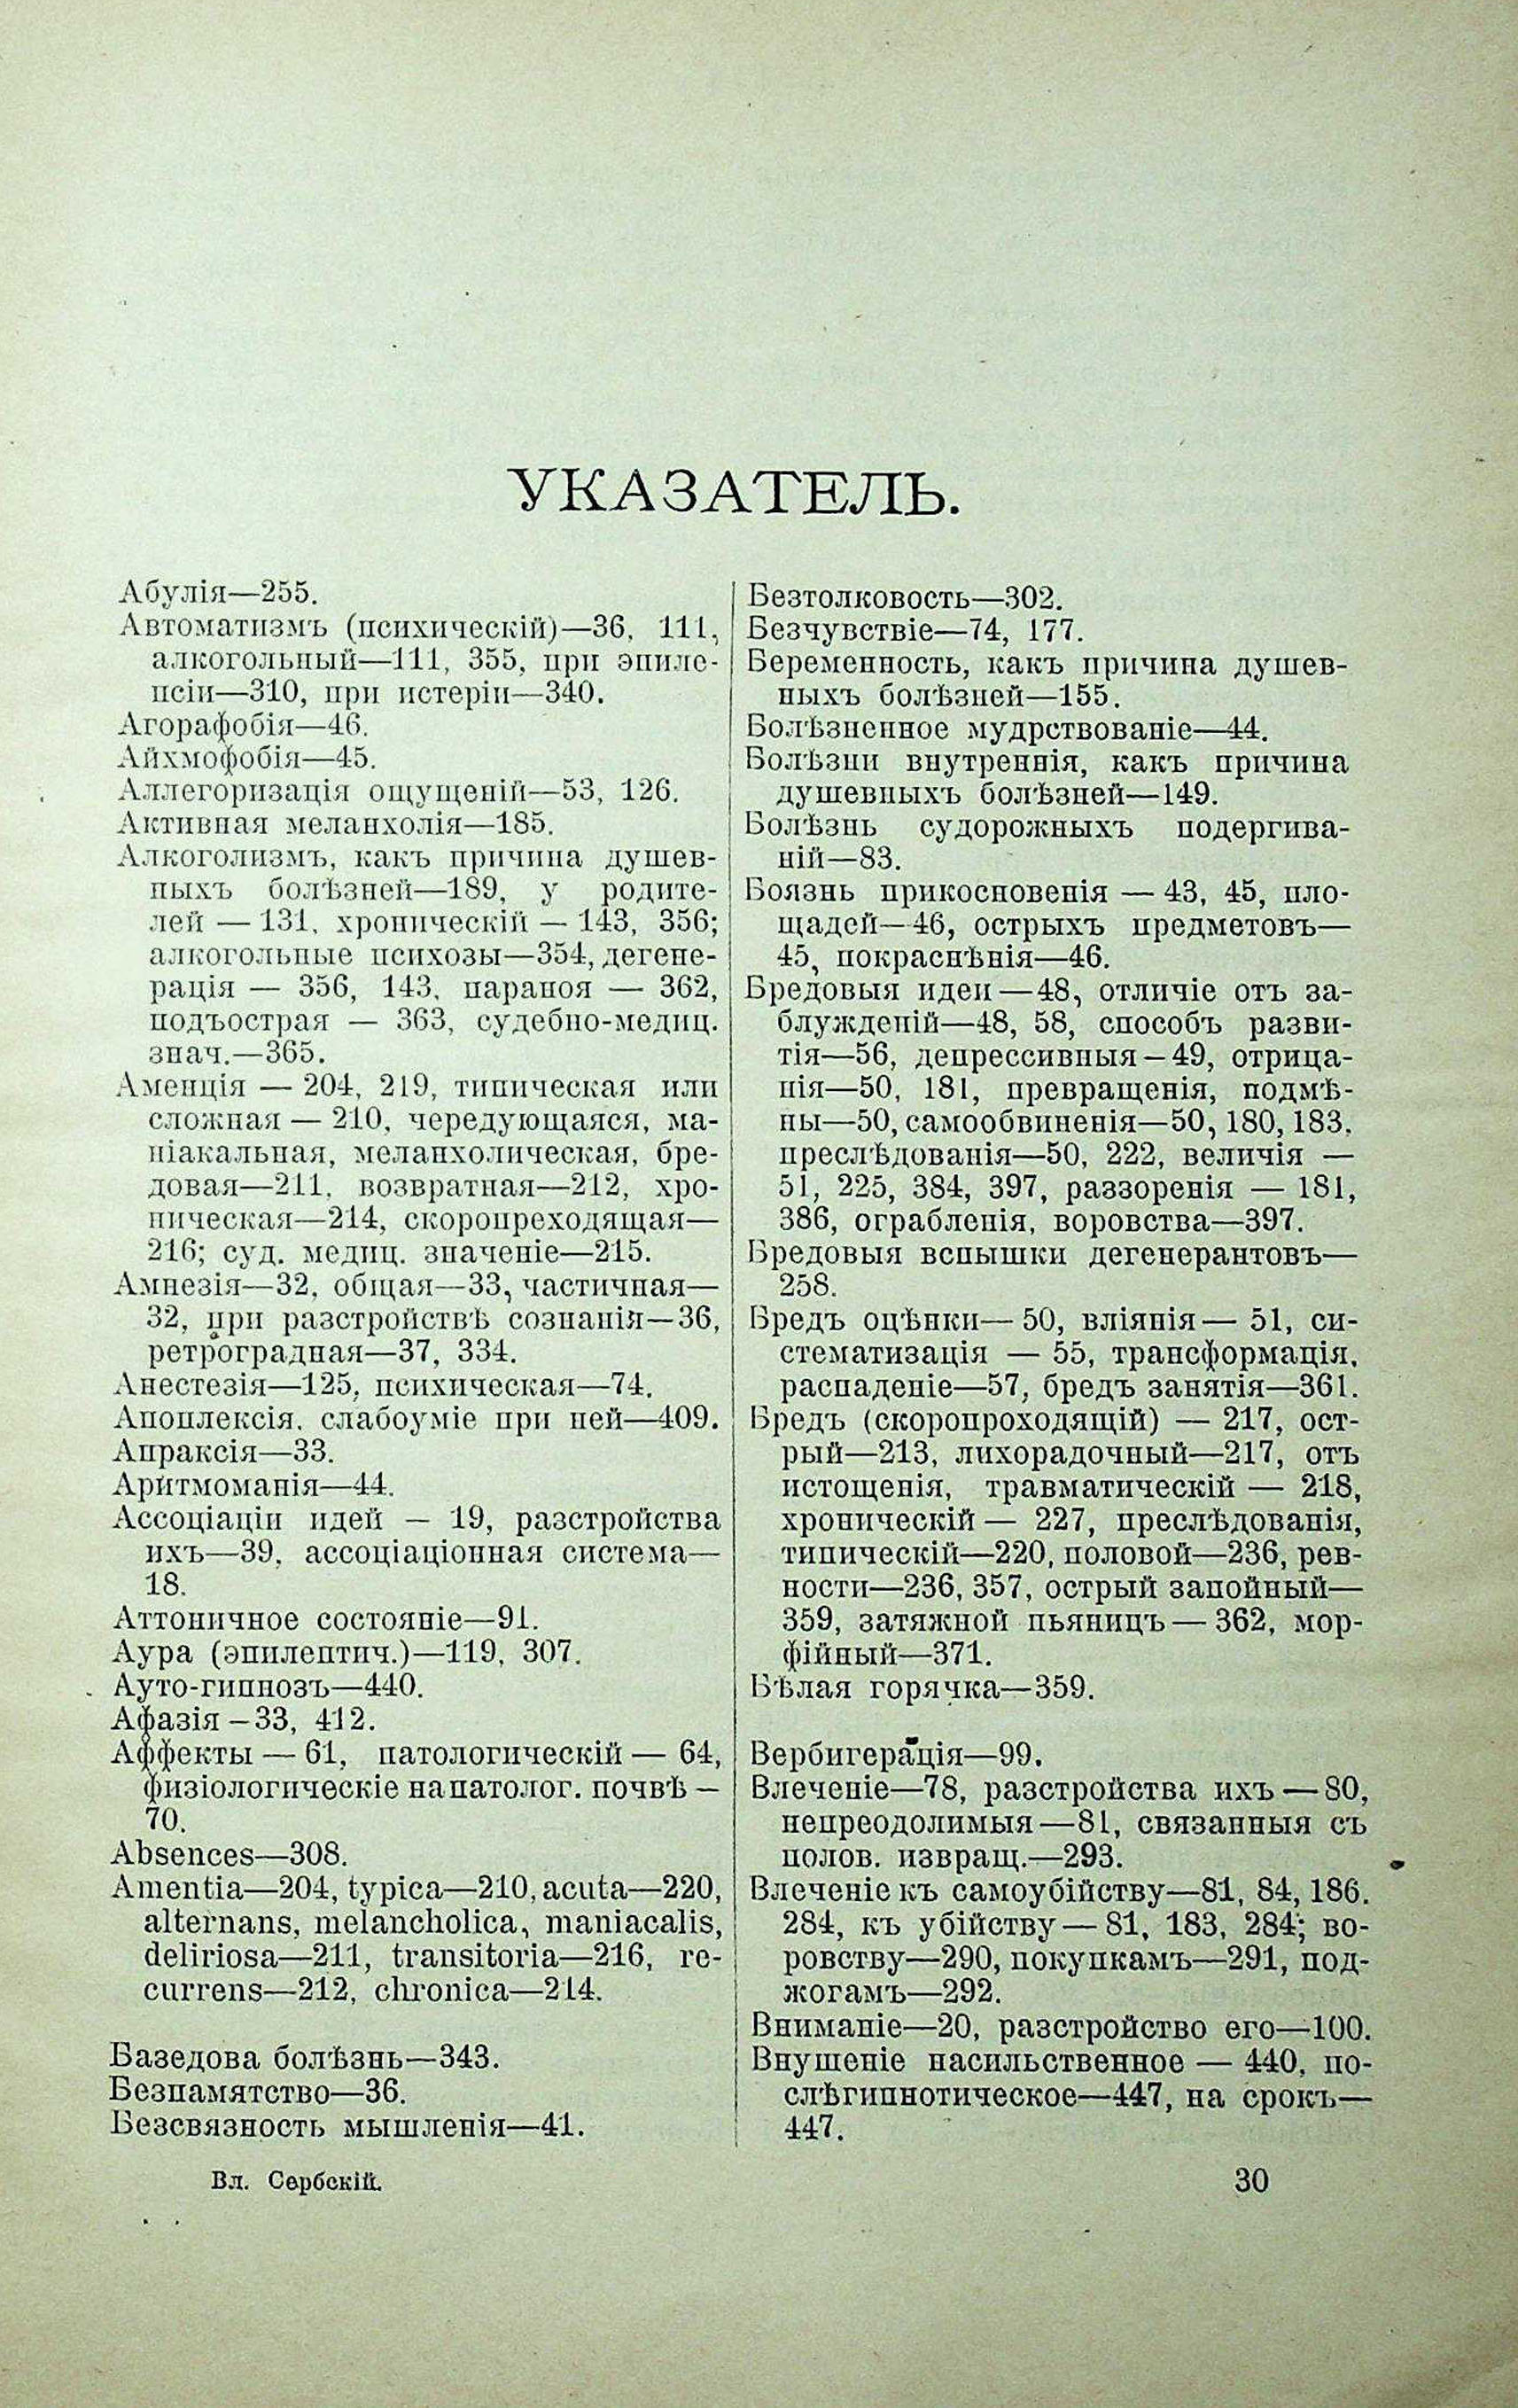 УКАЗАТЕЛЬ.
Абулія—255.
Автоматизмъ (психическій)—36, 111,
алкогольный—111, 355, при эпиле-
псіи—310, при истеріи—340.
Агорафобія—46.
Айхмофобія—45.
Аллегоризація ощущеній—53, 126.
Активная меланхолія—185.
Алкоголизмъ, какъ причина душев-
ныхъ болѣзней—189, у родите-
лей — 131, хроническій — 143, 356;
алкогольные психозы—354, дегене-
рація — 356, 143, параноя — 362,
подъострая — 363, судебно-медиц.
знач.—365.
Аменція — 204, 219, типическая или
сложная — 210, чередующаяся, ма-
ніакальная, меланхолическая, бре-
довая—211, возвратная—212, хро-
ническая—214, скоропреходящая—
216; суд. медиц. значеніе—215.
Амнезія—32, общая—33, частичная—
32, при разстройствѣ сознанія—36,
ретроградная—37, 334.
Анестезія—125, психическая—74.
Апоплексія, слабоуміе при ней—409.
Апраксія—33.
Аритмоманія—44.
Ассоціаціи идей — 19, разстройства
ихъ—39, ассоціаціонная система—
18.
Аттоничное состояніе—91.
Аура (эпилептич.)—119, 307.
Ауто-гипнозъ—440.
Афазія—33, 412.
Аффекты — 61, патологическій — 64,
физіологическіе на патолог. почвѣ —
70.
Absences—308.
Amentia—204, typica—210, acuta—220,
alternans, melancholica, maniacalis,
deliriosa—211, transitoria—216, re-
currens—212, chronica—214.
Базедова болѣзнь—343.
Безпамятство—36.
Безсвязность мышленія—41.
Безтолковость—302.
Безчувствіе—74, 177.
Беременность, какъ причина душев-
ныхъ болѣзней—155.
Болѣзненное мудрствованіе—44.
Болѣзни внутреннія, какъ причина
душевныхъ болѣзней—149.
Болѣзнь судорожныхъ подергива-
ній—83.
Боязнь прикосновенія — 43, 45, пло-
щадей—46, острыхъ предметовъ—
45, покраснѣнія—46.
Бредовыя идеи—48, отличіе отъ за-
блужденій—48, 58, способъ разви-
тія—56, депрессивныя—49, отрица-
нія—50, 181, превращенія, подмѣ-
ны—50, самообвиненія—50, 180, 183,
преслѣдованія—50, 222, величія —
51, 225, 384, 397, раззоренія — 181,
386, ограбленія, воровства—397.
Бредовыя вспышки дегенерантовъ—
258.
Бредъ оцѣнки— 50, вліянія— 51, си-
стематизація — 55, трансформація,
распаденіе—57, бредъ занятія—361.
Бредъ (скоропроходящій) — 217, ост-
рый—213, лихорадочный—217, отъ
истощенія, травматическій — 218,
хроническій — 227, преслѣдованія,
типическій—220, половой—236, рев-
ности—236, 357, острый запойный—
359, затяжной пьяницъ — 362, мор-
фійный—371.
Бѣлая горячка—359.
Вербигерація—99.
Влеченіе—78, разстройства ихъ — 80,
непреодолимыя—81, связанныя съ
полов. извращ.—293.
Влеченіе къ самоубійству—81, 84, 186.
284, къ убійству — 81, 183, 284; во-
ровству—290, покупкамъ—291, под-
жогамъ—292.
Вниманіе—20, разстройство его—100.
Внушеніе насильственное — 440, по-
слѣгипнотическое—447, на срокъ—
447.
Вл. Сербскій.
30